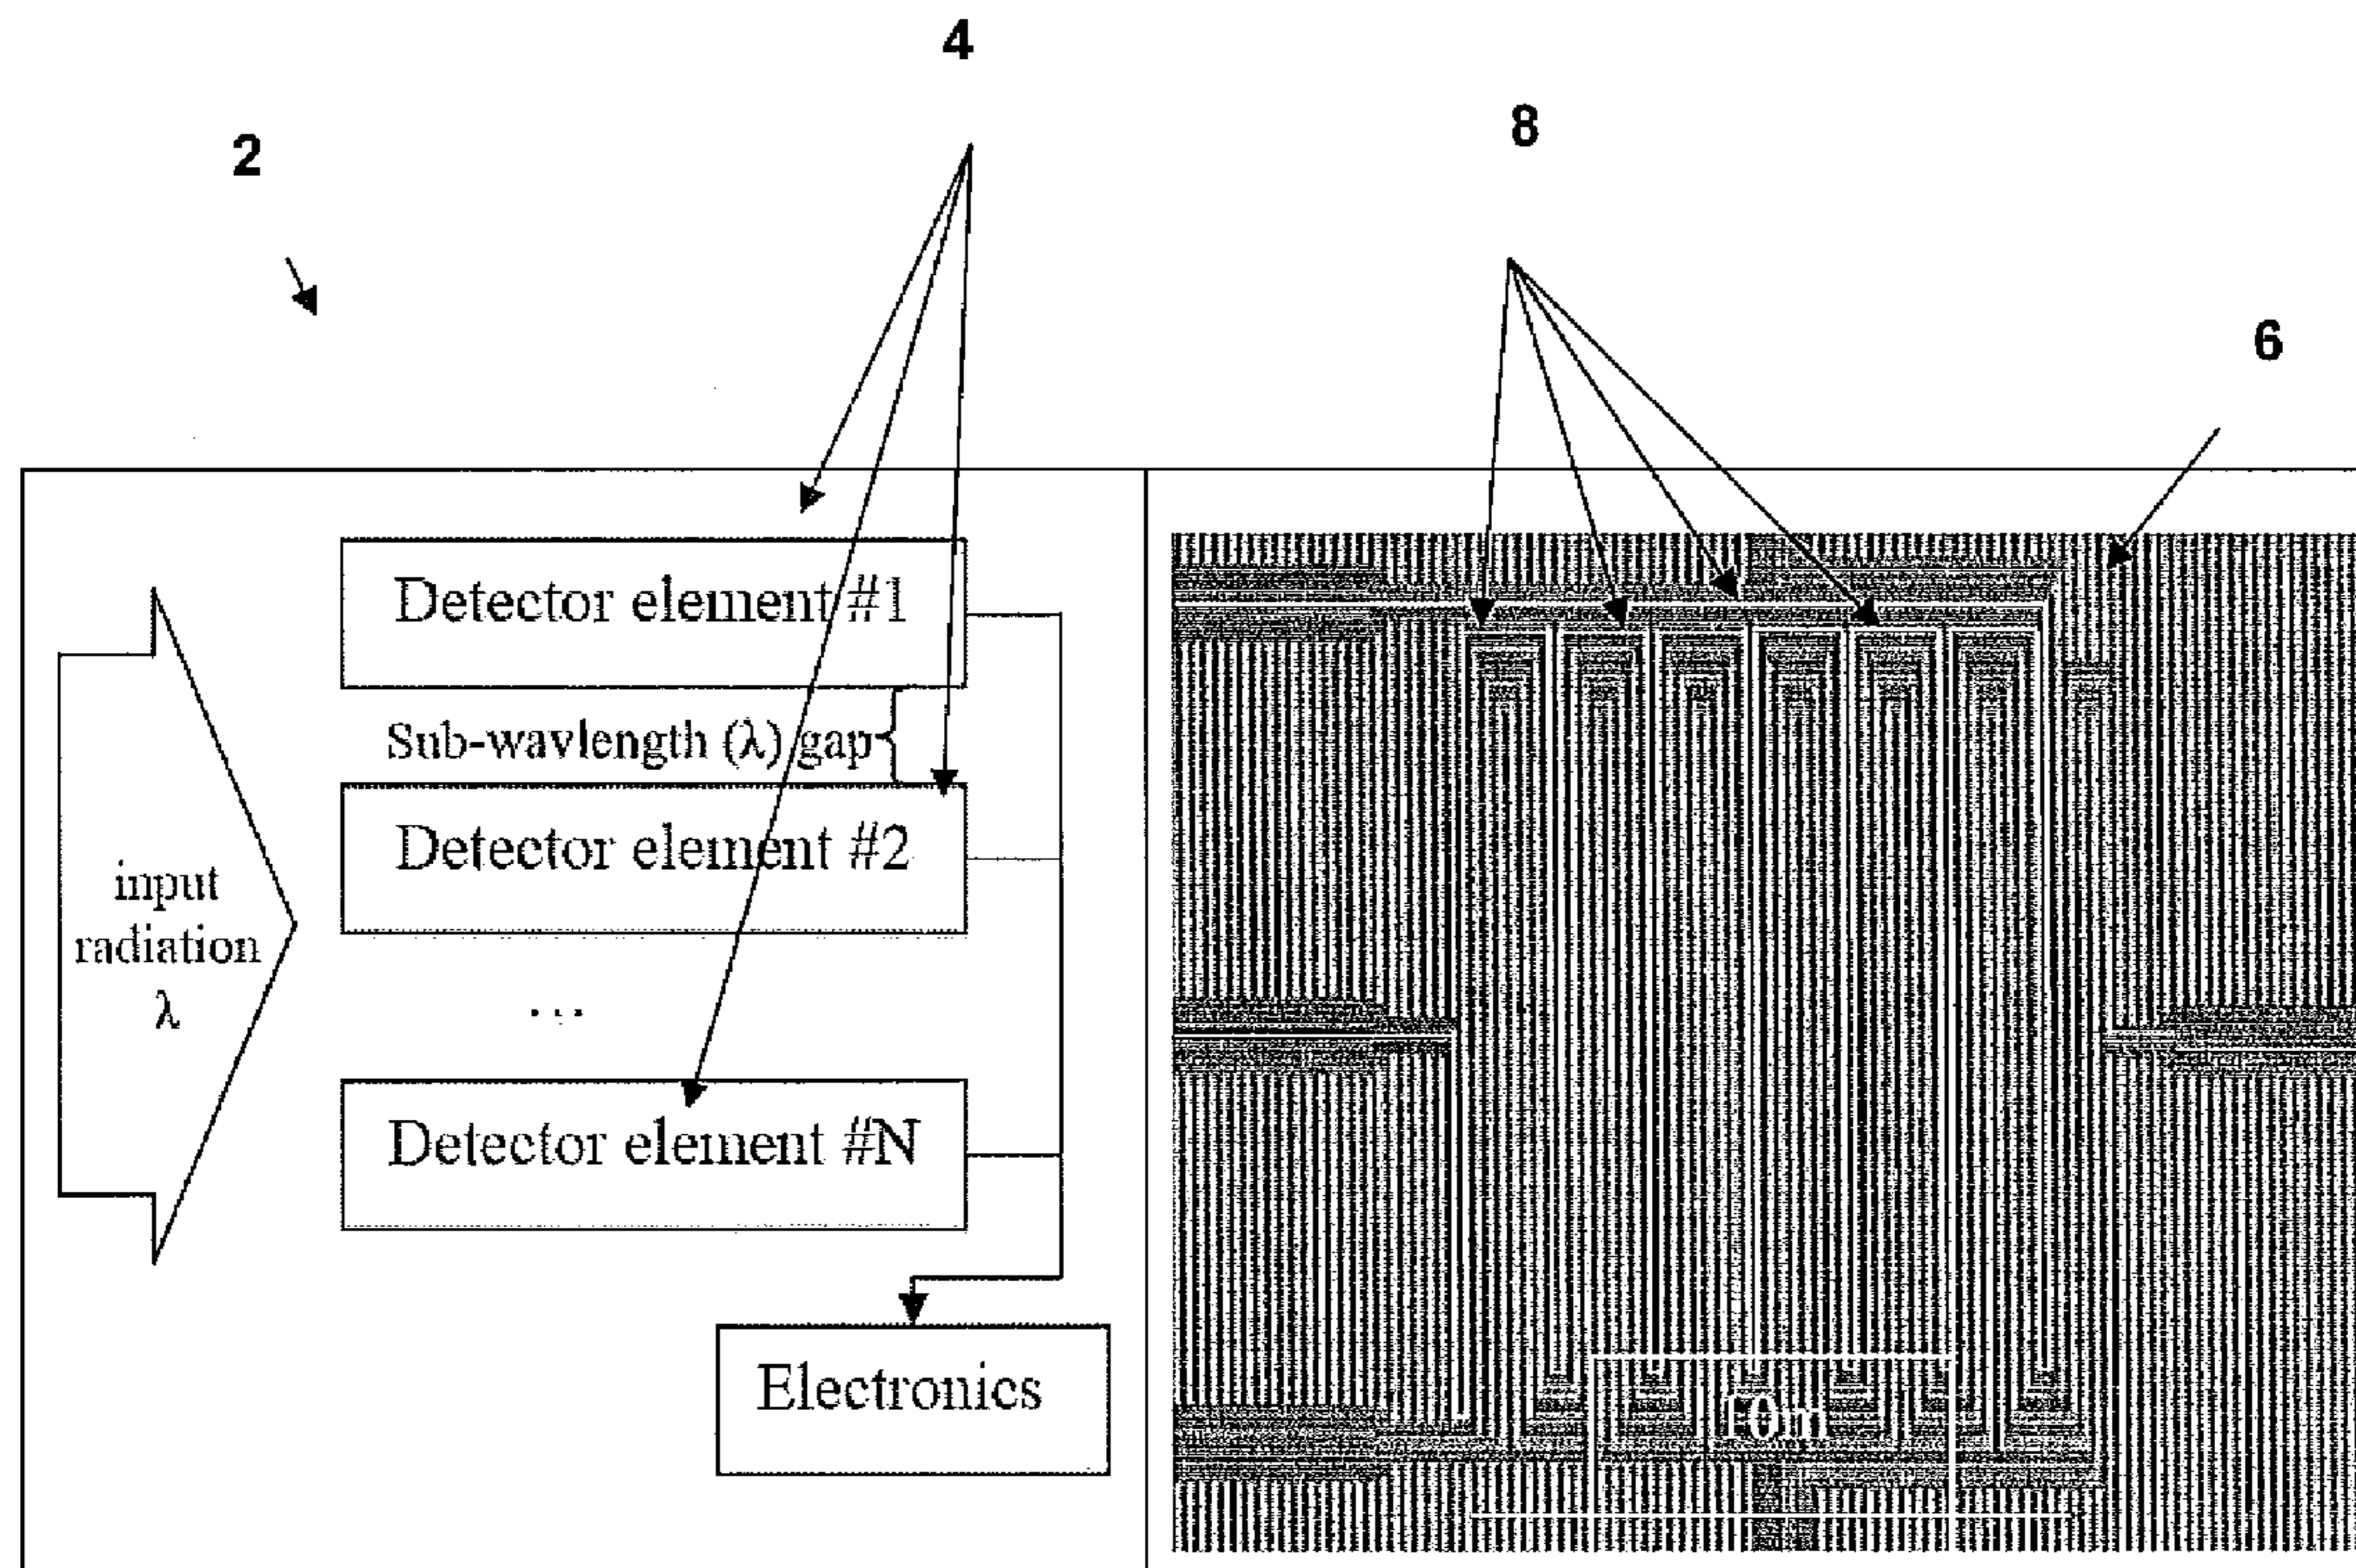 4
2
8
6
Detector element #1
Sub-wavlength (λ) gap
Detector element #2
input
radiation
λ
...
Detector element #N
Electronics